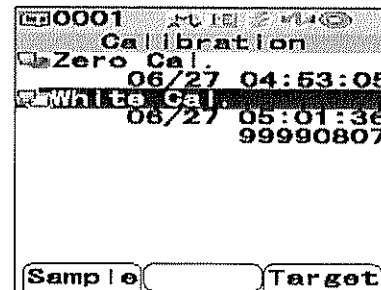 0001
Calibration
Zero Cal.
06/27 04:53:05
White Cal.
06/27 05:01:36
99990807
Sample Target